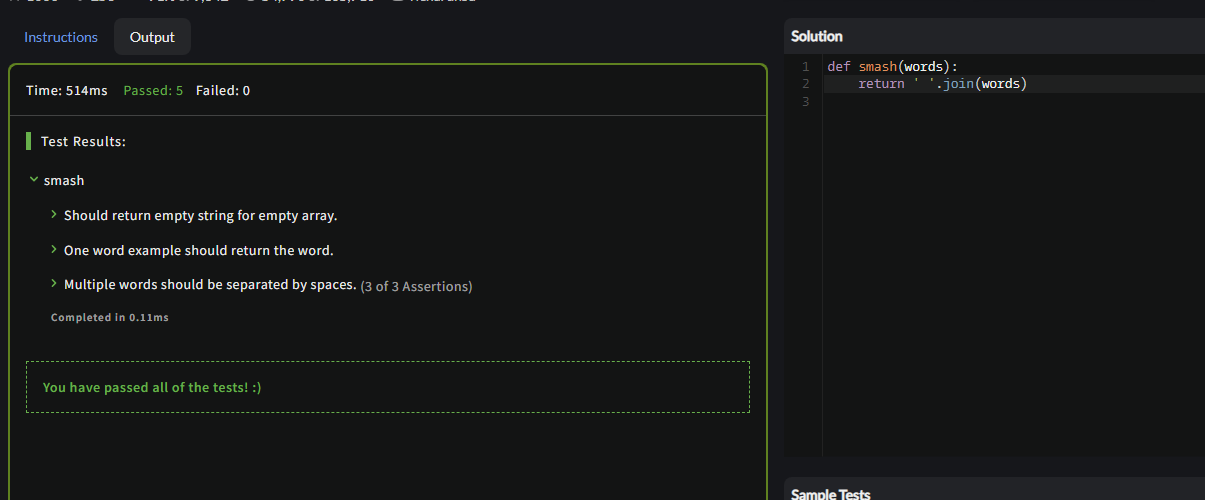 Instructions
Output
Time: 514ms Passed: 5 Failed: 0
Test Results:
smash
Should return empty string for empty array.
One word example should return the word.
Multiple words should be separated by spaces. (3 of 3 Assertions)
Completed in 0.11ms
You have passed all of the tests! :)
Solution
1 def smash(words):
2 return ' '.join(words)
3
Sample Tests